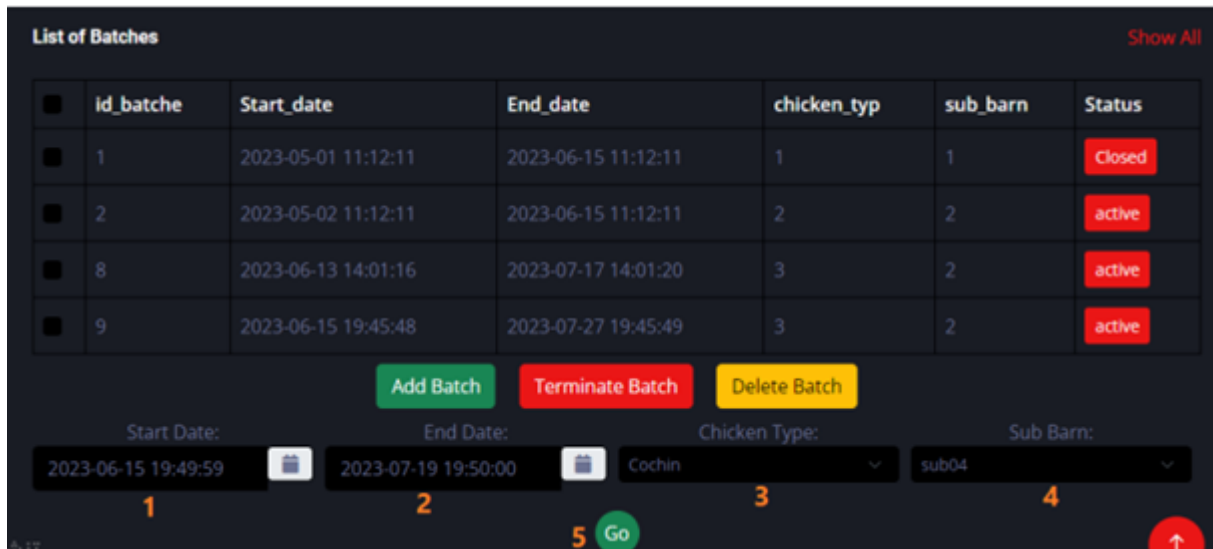 List of Batches Show All
id_batche Start_date End_date chicken_typ sub_barn Status
1 2023-05-01 11:12:11 2023-06-15 11:12:11 1 1 Closed
2 2023-05-02 11:12:11 2023-06-15 11:12:11 2 2 active
8 2023-06-13 14:01:16 2023-07-17 14:01:20 3 2 active
9 2023-06-15 19:45:48 2023-07-27 19:45:49 3 2 active
Add Batch Terminate Batch Delete Batch
Start Date: End Date: Chicken Type: Sub Barn:
2023-06-15 19:49:59 2023-07-19 19:50:00 Cochin sub04
1 2 3 4
5 Go